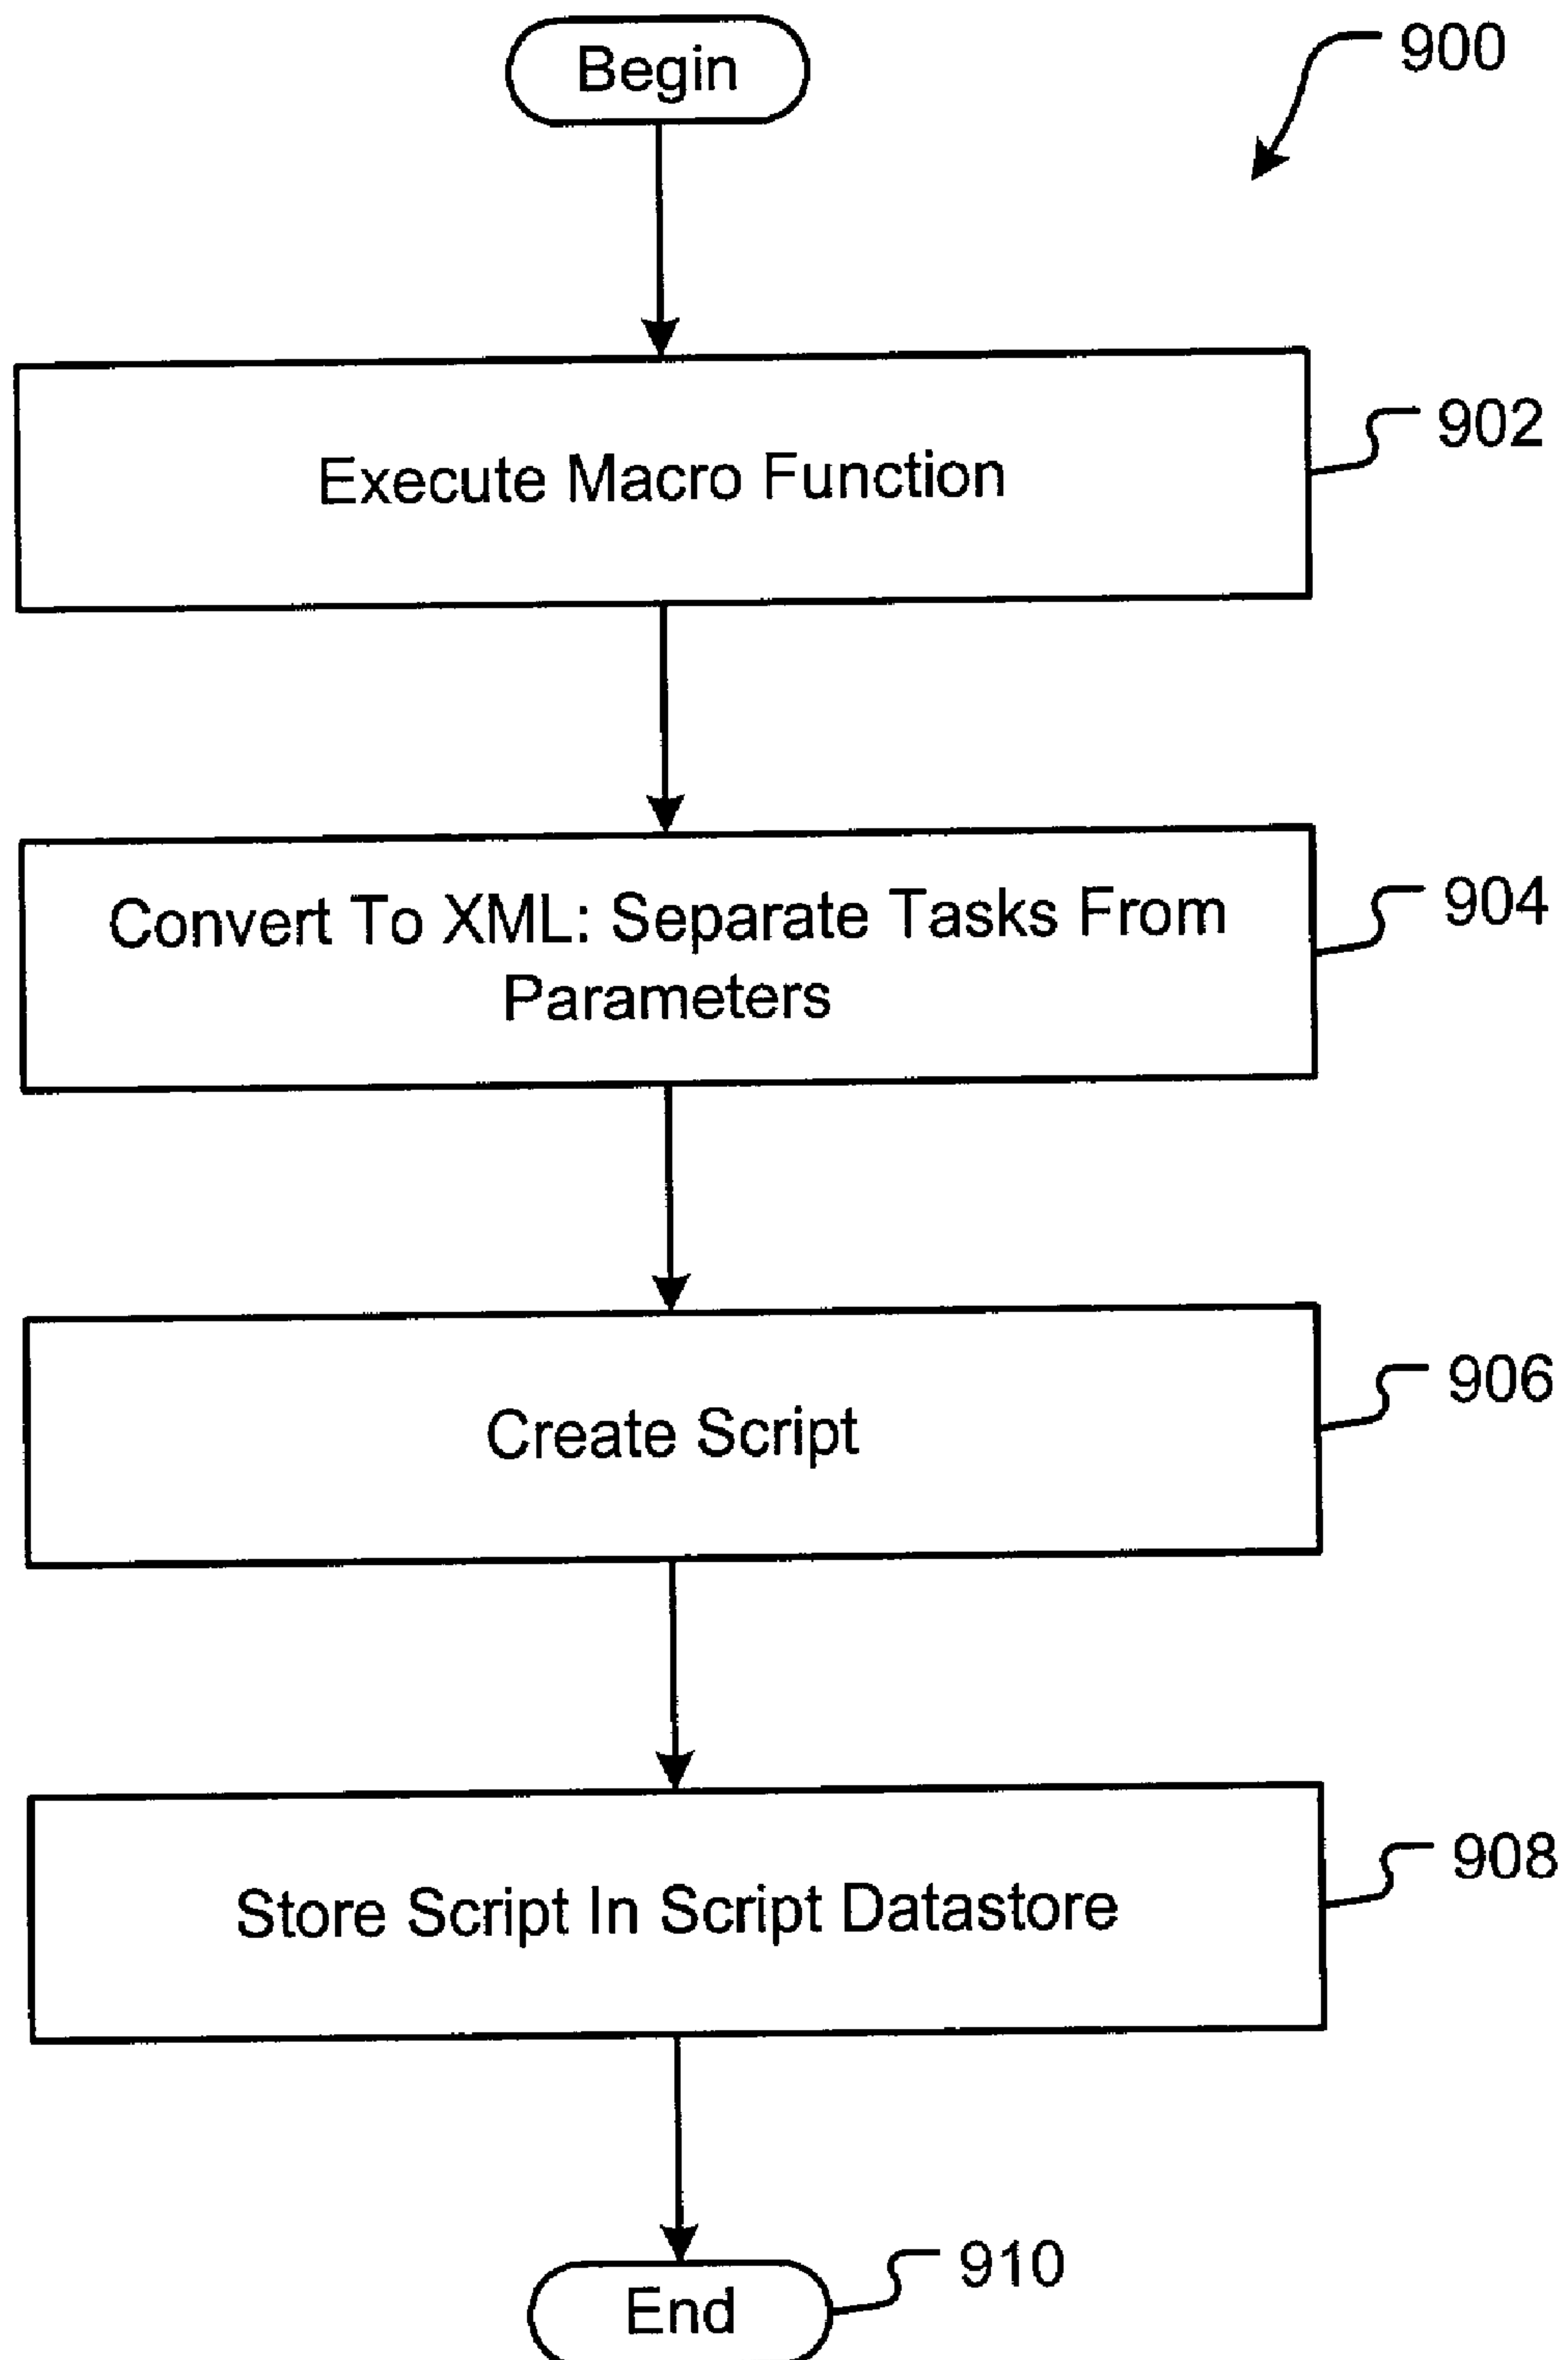 Begin
900
Execute Macro Function
902
Convert To XML: Separate Tasks From
Parameters
904
Create Script
906
Store Script In Script Datastore
908
End
910